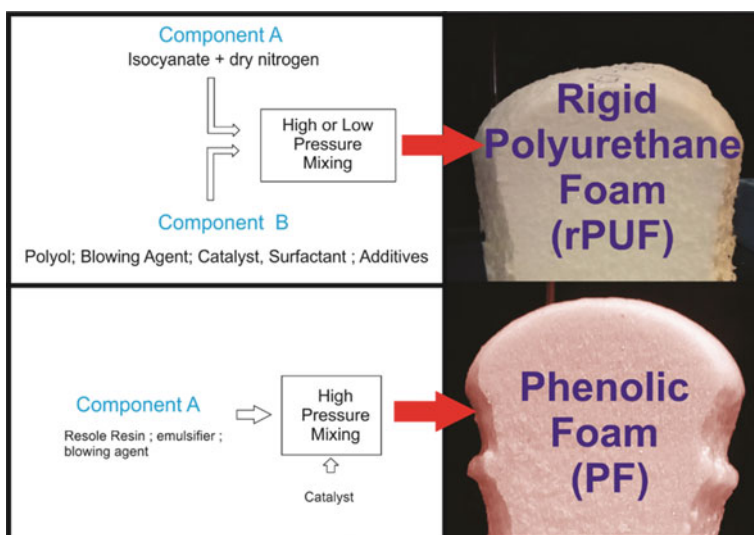 Component A
Isocyanate + dry nitrogen
High or Low
Pressure
Mixing
Component B
Polyol; Blowing Agent; Catalyst, Surfactant ; Additives
Rigid
Polyurethane
Foam
(rPUF)
Component A
Resole Resin ; emulsifier ;
blowing agent
High
Pressure
Mixing
Catalyst
Phenolic
Foam
(PF)